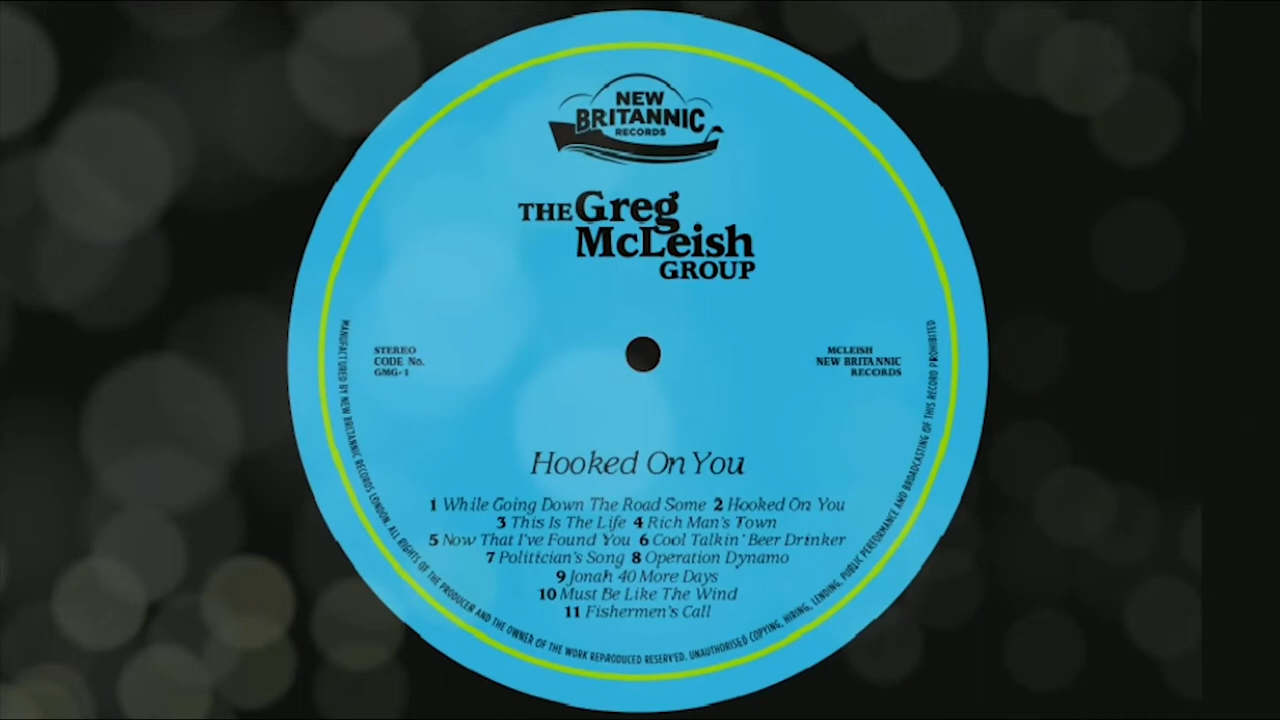 NEW
BRITANNIC
RECORDS
THE Greg
McLeish
GROUP
STEREO
CODE No.
GMG-1
MCLEISH
NEW BRITANNIC
RECORDS
Hooked On You
1 While Going Down The Road Some 2 Hooked On You
3 This Is The Life 4 Rich Man's Town
5 Now That I've Found You 6 Cool Talkin' Beer Drinker
7 Politician's Song 8 Operation Dynamo
9 Jonah 40 More Days
10 Must Be Like The Wind
11 Fishermen's Call
MANUFACTURED BY NEW BRITANNIC RECORDS LONDON. ALL RIGHTS OF THE PRODUCER AND THE OWNER OF THE WORK REPRODUCED RESERVED. UNAUTHORISED COPYING, HIRING, LENDING, PUBLIC PERFORMANCE AND BROADCASTING OF THIS RECORD PROHIBITED